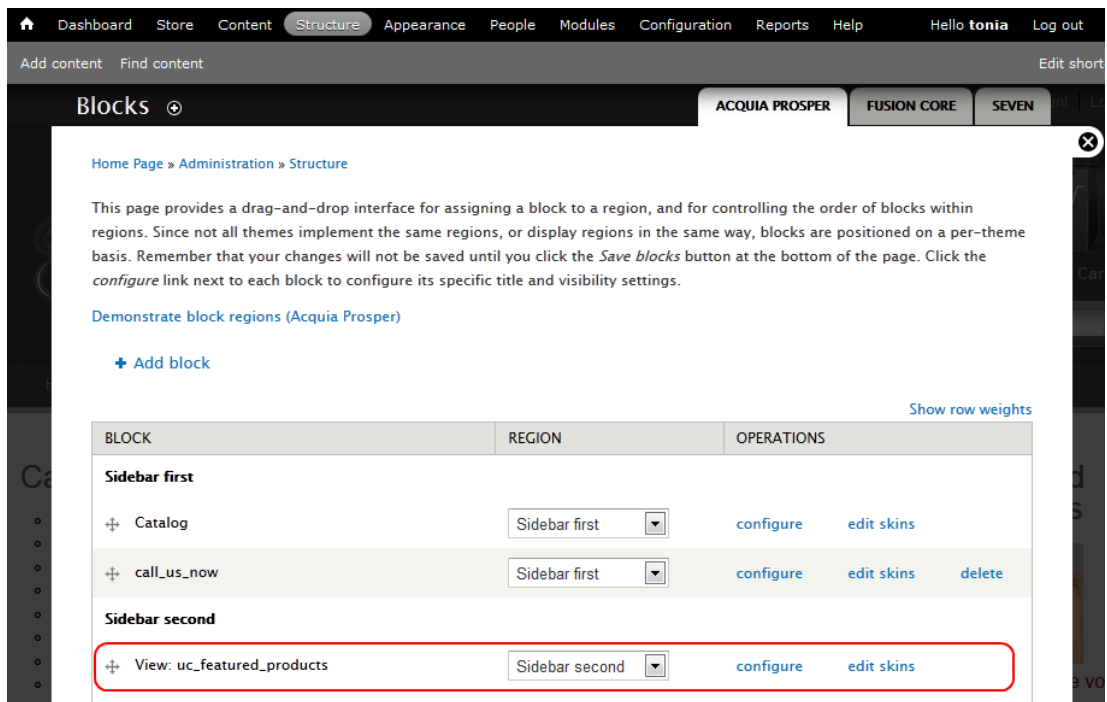 Dashboard Store Content Structure Appearance People Modules Configuration Reports Help Hello tonia Log out
Add content Find content Edit short
Blocks ACQUIA PROSPER FUSION CORE SEVEN
Home Page » Administration » Structure
This page provides a drag-and-drop interface for assigning a block to a region, and for controlling the order of blocks within
regions. Since not all themes implement the same regions, or display regions in the same way, blocks are positioned on a per-theme
basis. Remember that your changes will not be saved until you click the Save blocks button at the bottom of the page. Click the
configure link next to each block to configure its specific title and visibility settings.
Demonstrate block regions (Acquia Prosper)
Add block
Show row weights
BLOCK REGION OPERATIONS
Sidebar first
Catalog Sidebar first configure edit skins
call_us_now Sidebar first configure edit skins delete
Sidebar second
View: uc_featured_products Sidebar second configure edit skins